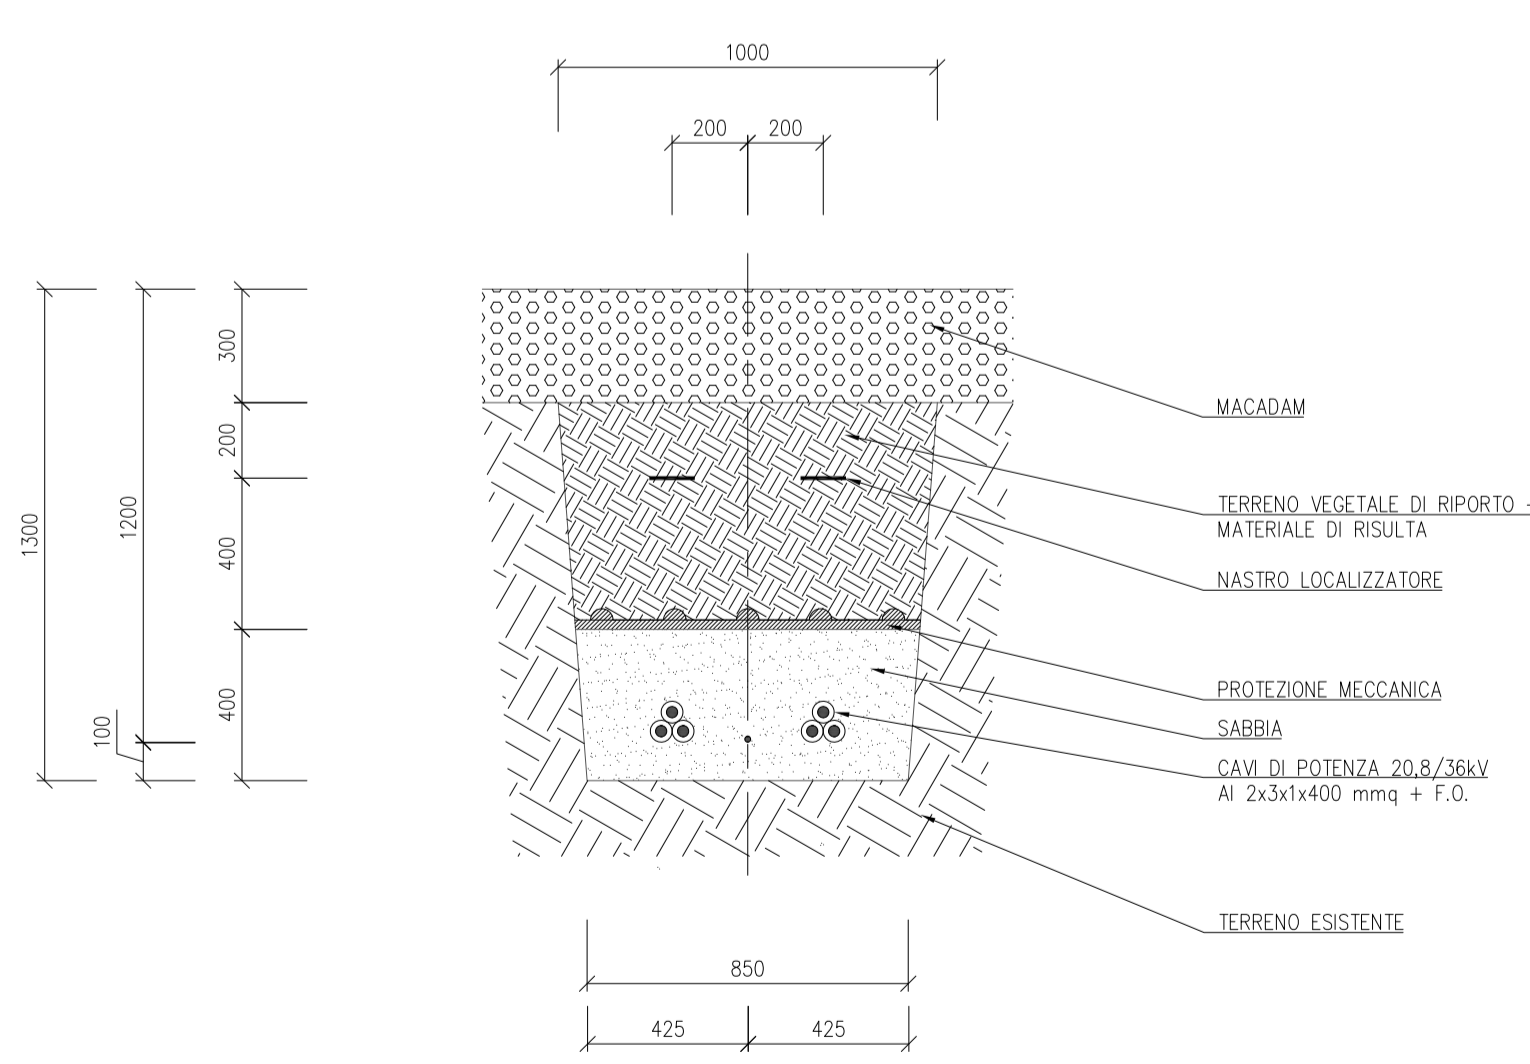 1000
200
200
300
200
400
400
1300
1200
100
MACADAM
TERRENO VEGETALE DI RIPORTO -
MATERIALE DI RISULTA
NASTRO LOCALIZZATORE
PROTEZIONE MECCANICA
SABBIA
CAVI DI POTENZA 20,8/36kV
Al 2x3x1x400 mmq + F.O.
TERRENO ESISTENTE
850
425
425